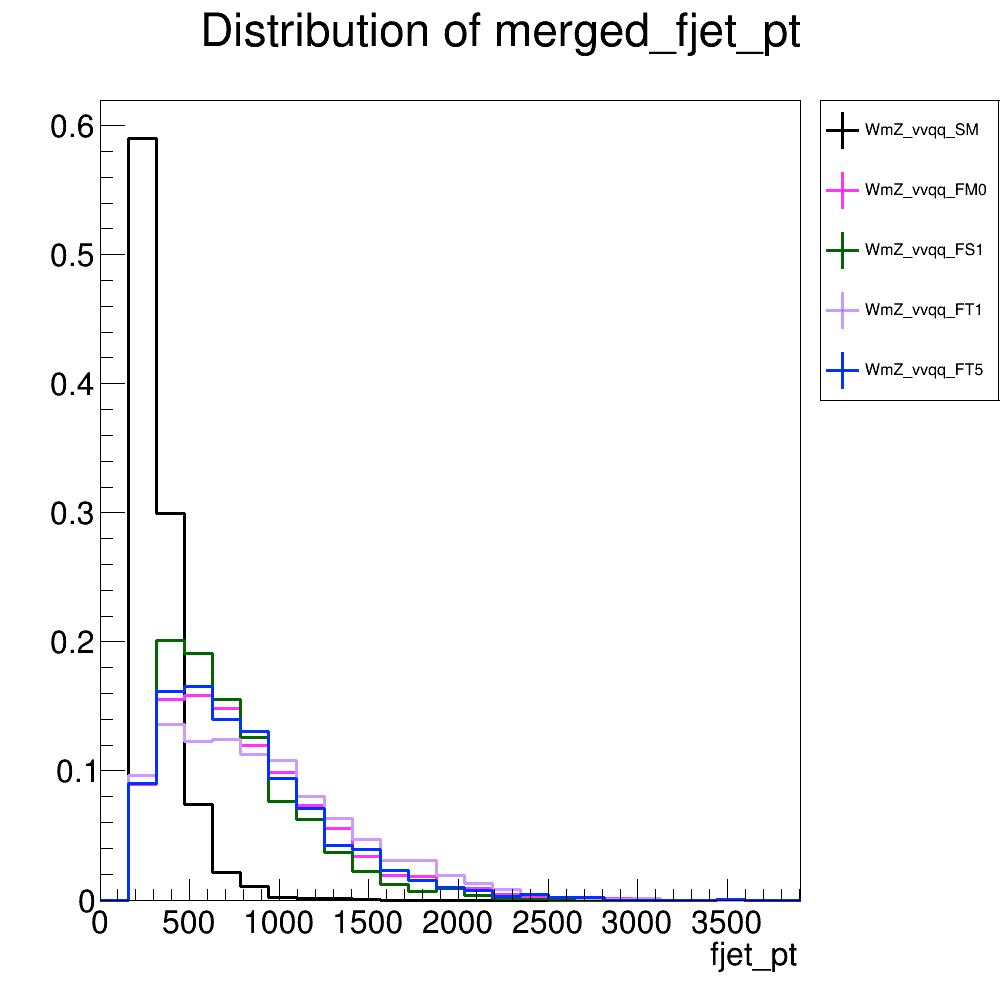 Distribution of merged_fjet_pt
WmZ_vvqq_SM
WmZ_vvqq_FM0
WmZ_vvqq_FS1
WmZ_vvqq_FT1
WmZ_vvqq_FT5
0.6
0.5
0.4
0.3
0.2
0.1
0
0 500 1000 1500 2000 2500 3000 3500
fjet_pt